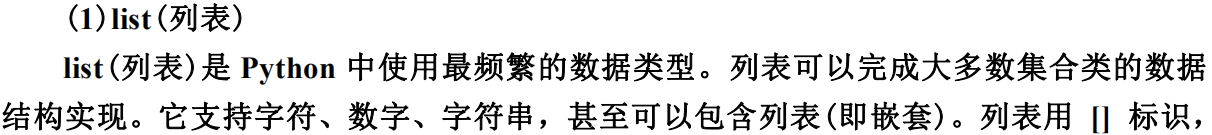 (1)list(列表)
list(列表)是 Python 中使用最频繁的数据类型。列表可以完成大多数集合类的数据
结构实现。它支持字符、数字、字符串，甚至可以包含列表(即嵌套)。列表用 [] 标识，